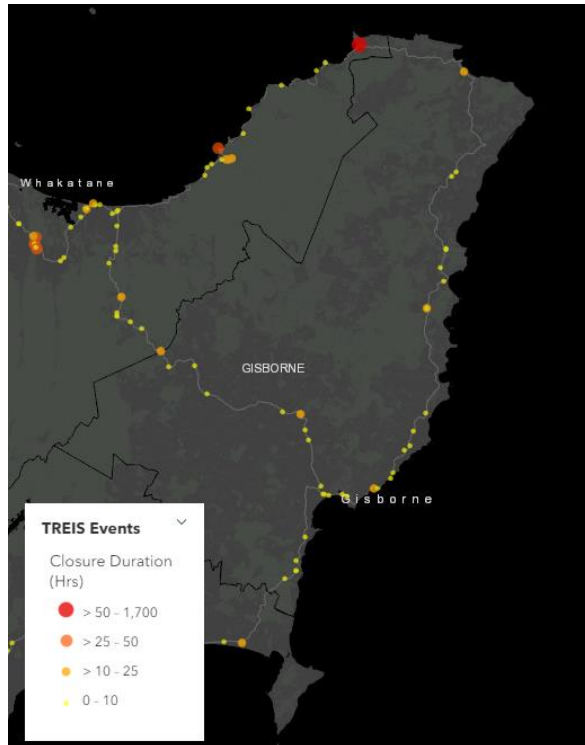 Whakatane
GISBORNE
Gisborne
TREIS Events
Closure Duration
(Hrs)
> 50 - 1,700
> 25 - 50
> 10 - 25
0 - 10